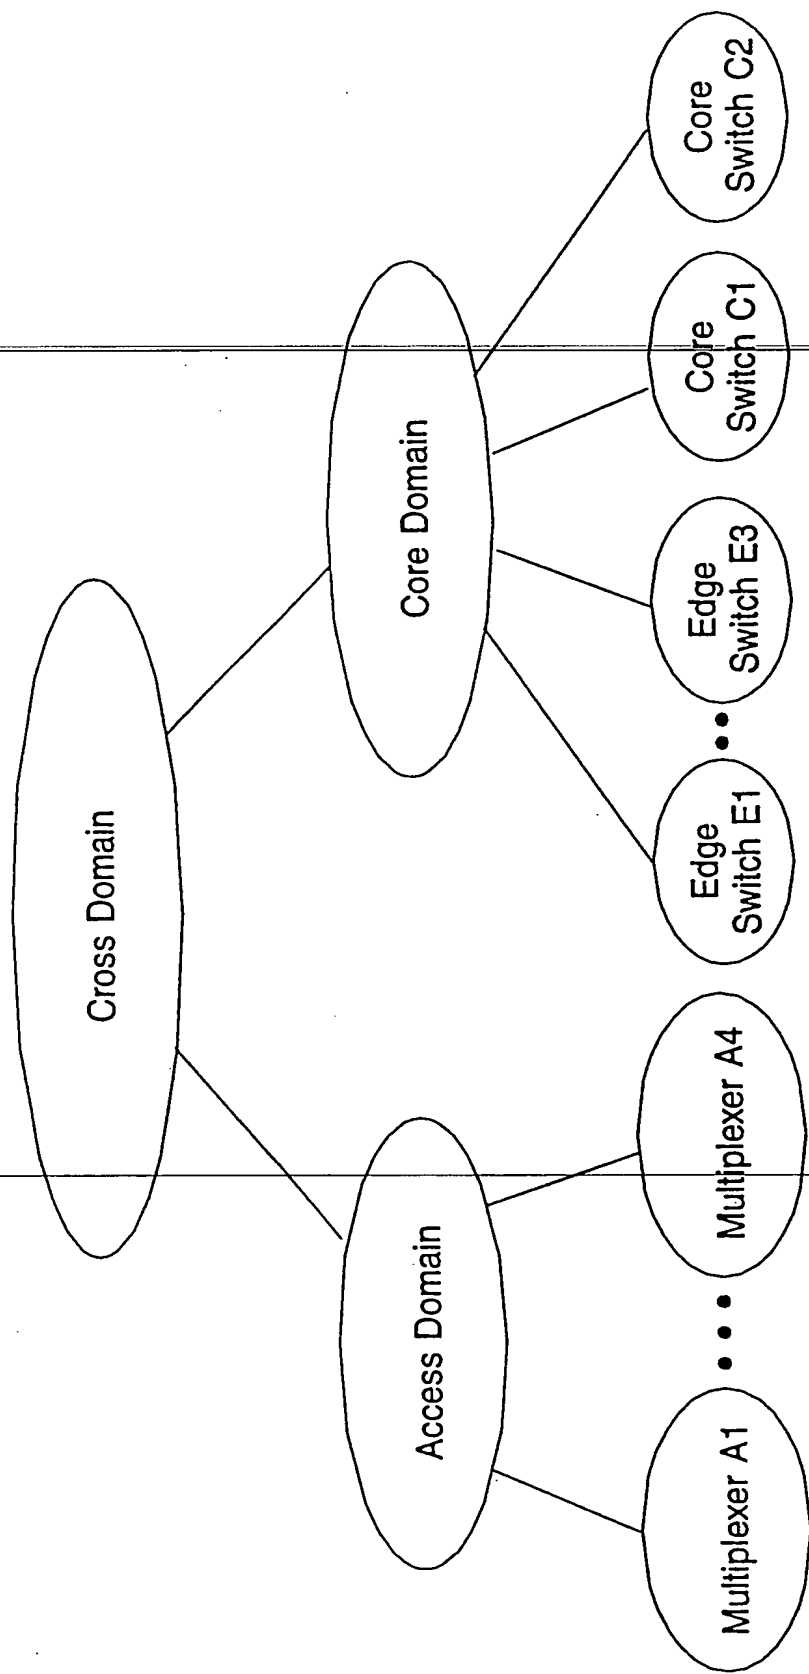 Cross Domain
Access Domain
Core Domain
Multiplexer A1
Multiplexer A4
Edge
Switch E1
Edge
Switch E3
Core
Switch C1
Core
Switch C2